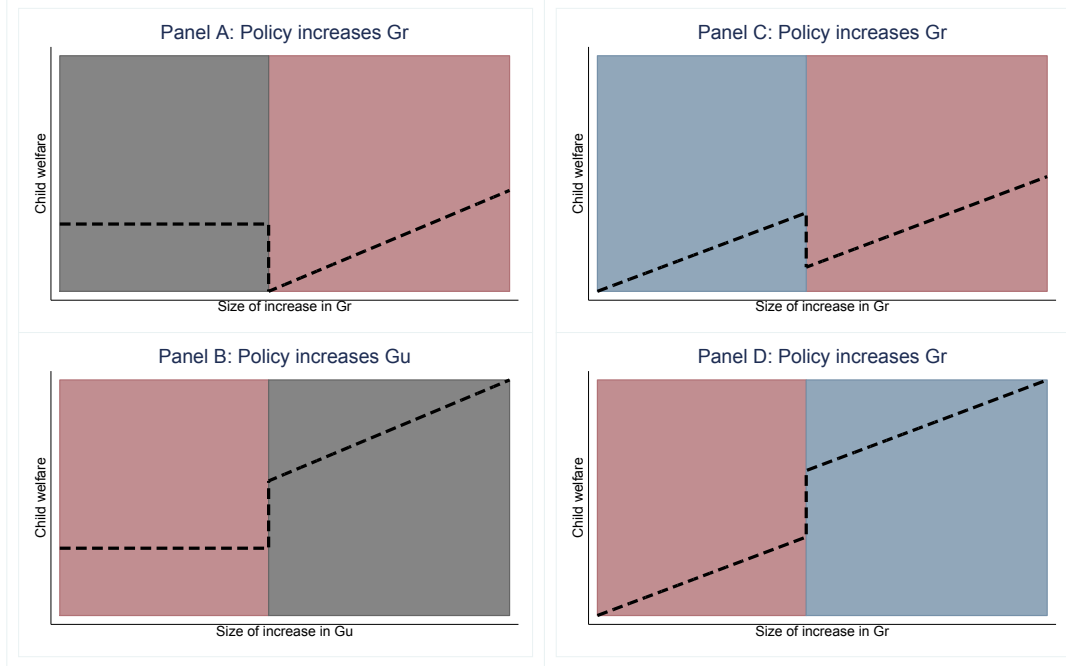 Panel A: Policy increases Gr
Child welfare
Size of increase in Gr
Panel C: Policy increases Gr
Child welfare
Size of increase in Gr
Panel B: Policy increases Gu
Child welfare
Size of increase in Gu
Panel D: Policy increases Gr
Child welfare
Size of increase in Gr